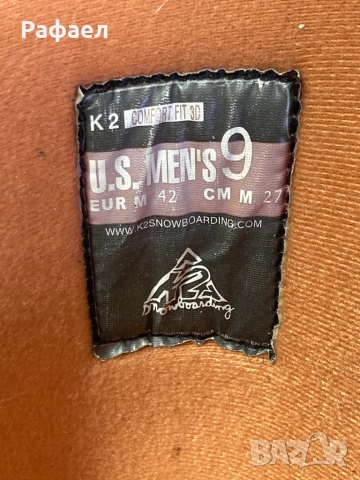 Рафаел
K2 COMFORT FIT 3D
U.S. MEN'S 9
EUR M 42 CM M 27
WWW.K2SNOWBOARDING.COM
K2
Snowboarding
BAZAR